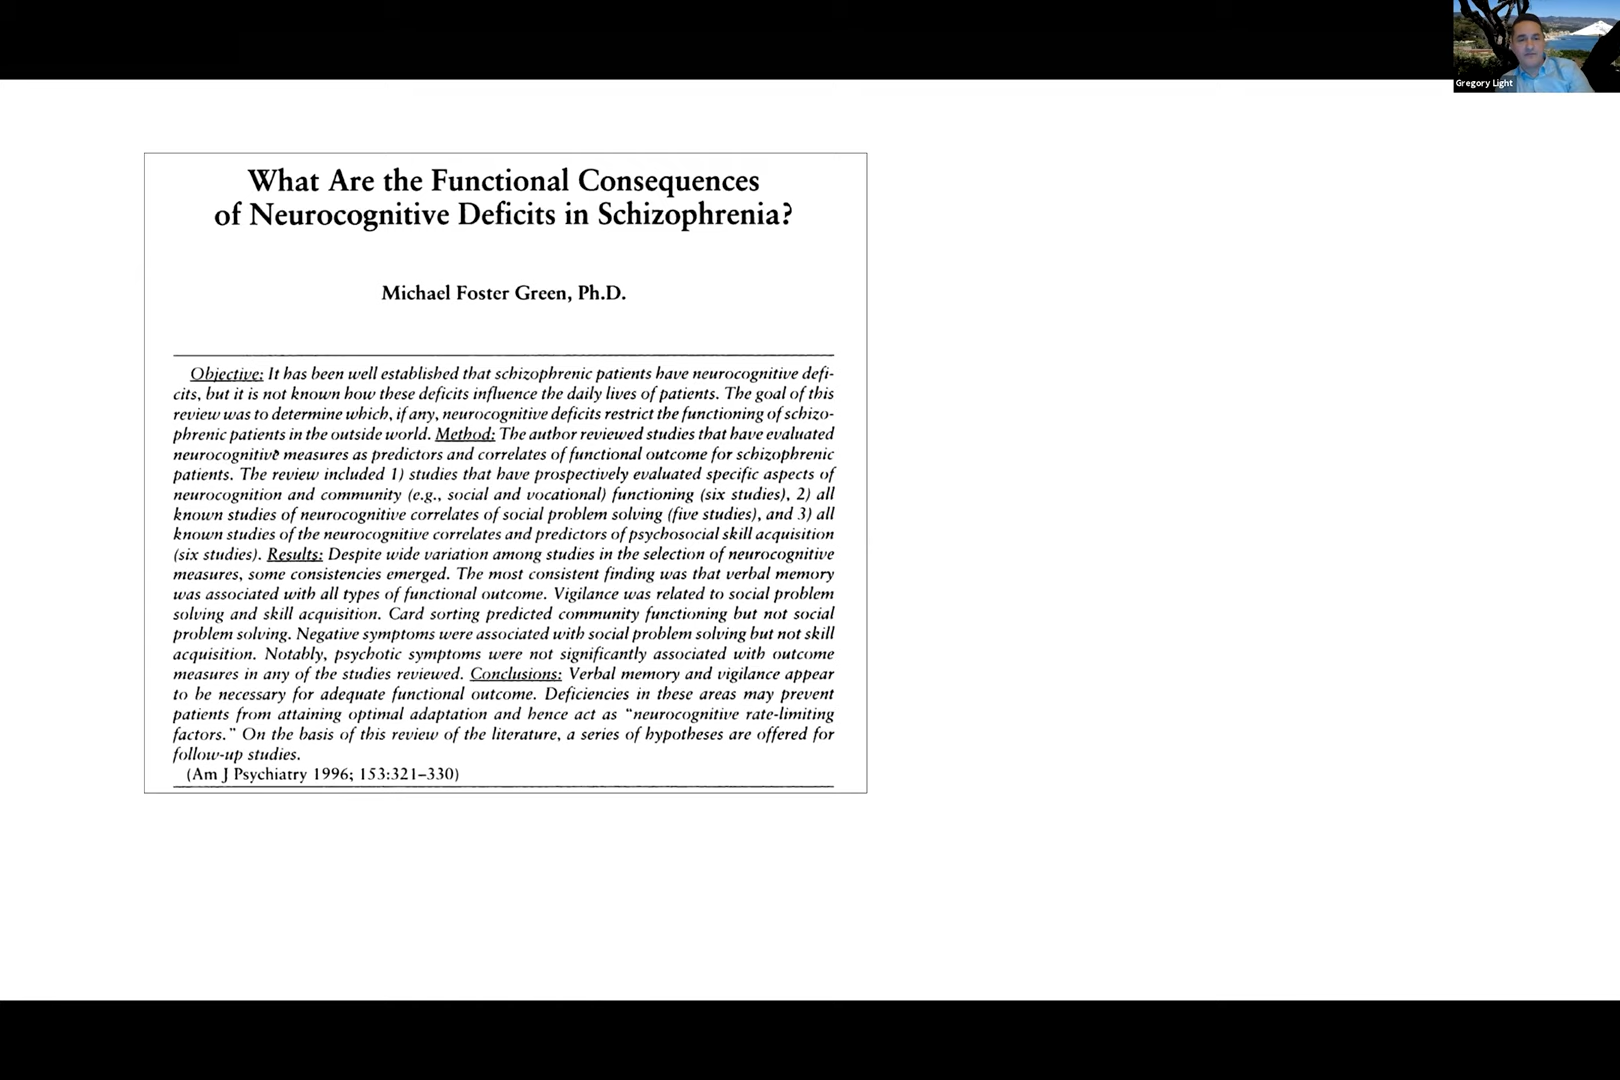 Gregory Light
What Are the Functional Consequences
of Neurocognitive Deficits in Schizophrenia?
Michael Foster Green, Ph.D.
Objective: It has been well established that schizophrenic patients have neurocognitive defi-
cits, but it is not known how these deficits influence the daily lives of patients. The goal of this
review was to determine which, if any, neurocognitive deficits restrict the functioning of schizo-
phrenic patients in the outside world. Method: The author reviewed studies that have evaluated
neurocognitive measures as predictors and correlates of functional outcome for schizophrenic
patients. The review included 1) studies that have prospectively evaluated specific aspects of
neurocognition and community (e.g., social and vocational) functioning (six studies), 2) all
known studies of neurocognitive correlates of social problem solving (five studies), and 3) all
known studies of the neurocognitive correlates and predictors of psychosocial skill acquisition
(six studies). Results: Despite wide variation among studies in the selection of neurocognitive
measures, some consistencies emerged. The most consistent finding was that verbal memory
was associated with all types of functional outcome. Vigilance was related to social problem
solving and skill acquisition. Card sorting predicted community functioning but not social
problem solving. Negative symptoms were associated with social problem solving but not skill
acquisition. Notably, psychotic symptoms were not significantly associated with outcome
measures in any of the studies reviewed. Conclusions: Verbal memory and vigilance appear
to be necessary for adequate functional outcome. Deficiencies in these areas may prevent
patients from attaining optimal adaptation and hence act as “neurocognitive rate-limiting
factors.” On the basis of this review of the literature, a series of hypotheses are offered for
follow-up studies.
(Am J Psychiatry 1996; 153:321–330)